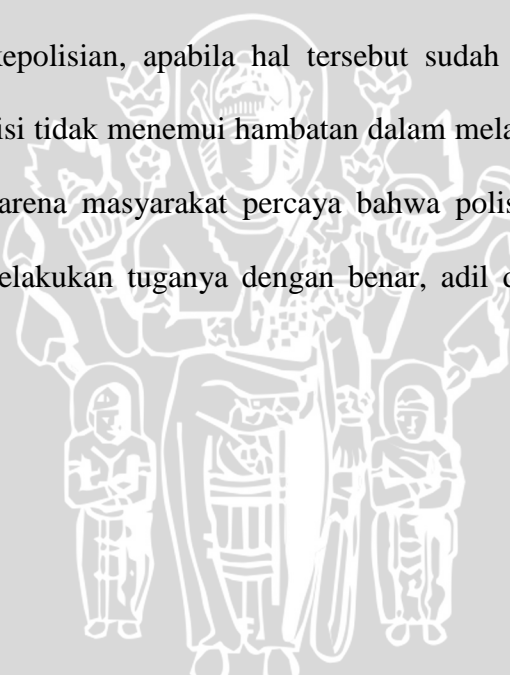 kepolisian, apabila hal tersebut sudah
isi tidak menemui hambatan dalam mela
arena masyarakat percaya bahwa polis
elakukan tuganya dengan benar, adil d